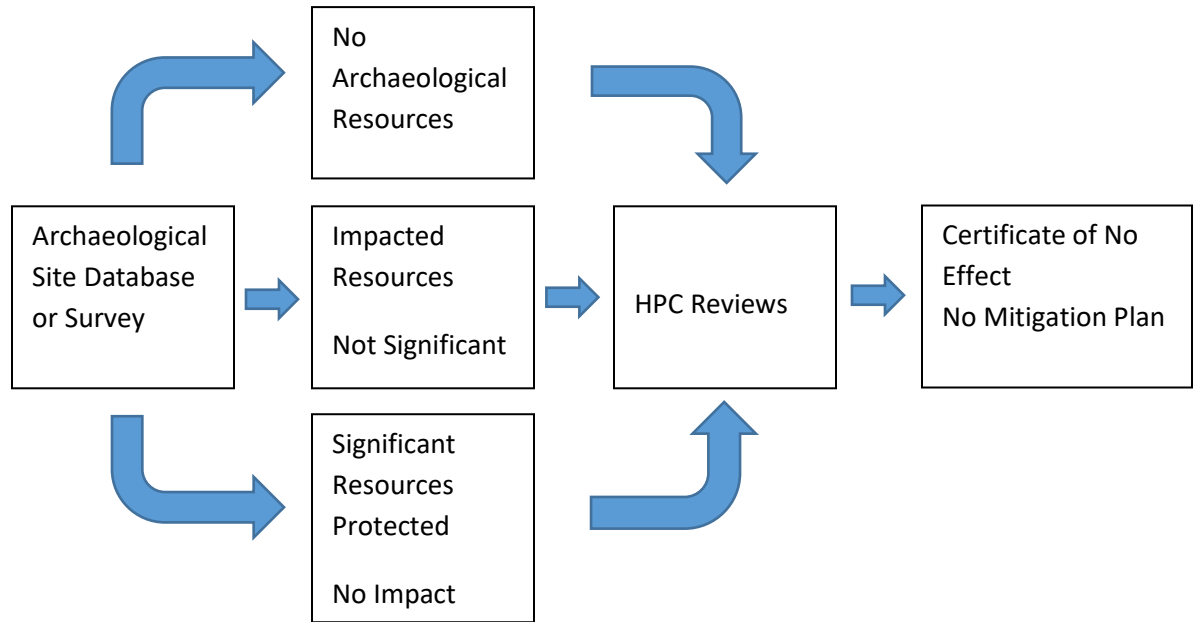 No
Archaeological
Resources
Archaeological
Site Database
or Survey
Impacted
Resources
Not Significant
HPC Reviews
Certificate of No
Effect
No Mitigation Plan
Significant
Resources
Protected
No Impact